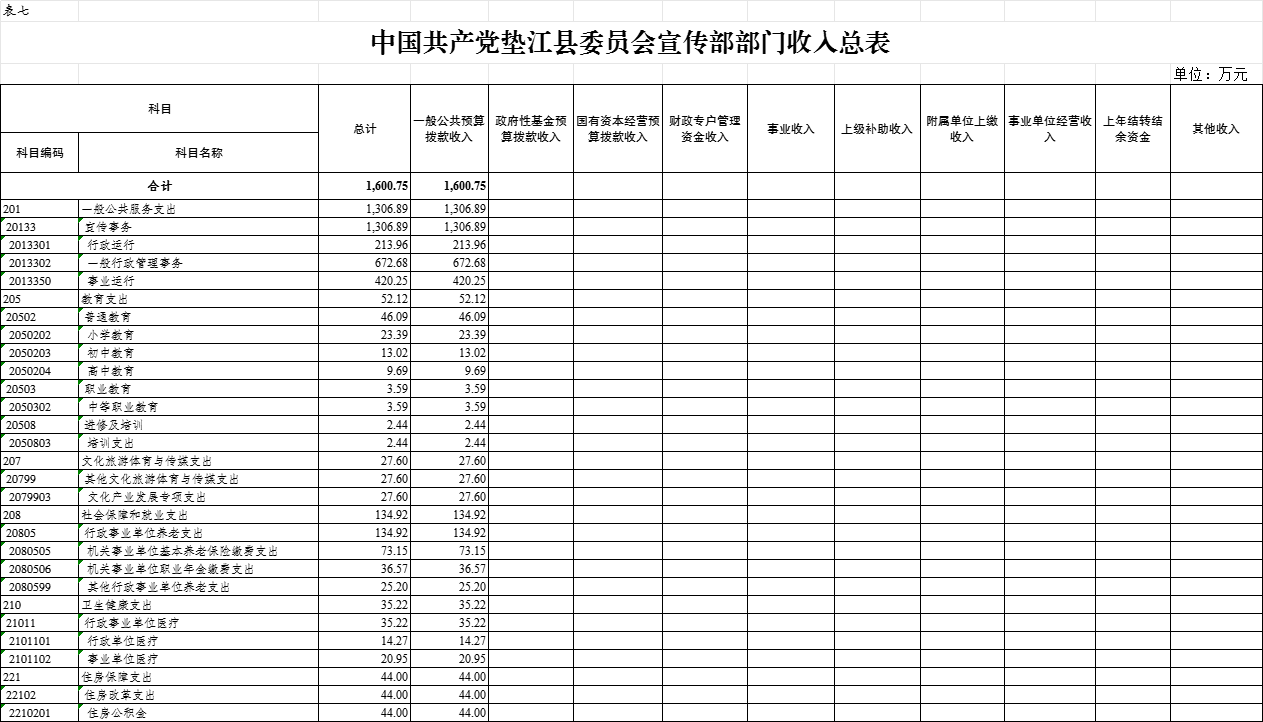 表七
中国共产党垫江县委员会宣传部部门收入总表
单位：万元
科目
总计
一般公共预算
拨款收入
政府性基金预
算拨款收入
国有资本经营预
算拨款收入
财政专户管理
资金收入
事业收入
上级补助收入
附属单位上缴
收入
事业单位经营收
入
上年结转结
余资金
其他收入
科目编码 科目名称
合计 1,600.75 1,600.75
201 一般公共服务支出 1,306.89 1,306.89
20133 宣传事务 1,306.89 1,306.89
2013301 行政运行 213.96 213.96
2013302 一般行政管理事务 672.68 672.68
2013350 事业运行 420.25 420.25
205 教育支出 52.12 52.12
20502 普通教育 46.09 46.09
2050202 小学教育 23.39 23.39
2050203 初中教育 13.02 13.02
2050204 高中教育 9.69 9.69
20503 职业教育 3.59 3.59
2050302 中等职业教育 3.59 3.59
20508 进修及培训 2.44 2.44
2050803 培训支出 2.44 2.44
207 文化旅游体育与传媒支出 27.60 27.60
20799 其他文化旅游体育与传媒支出 27.60 27.60
2079903 文化产业发展专项支出 27.60 27.60
208 社会保障和就业支出 134.92 134.92
20805 行政事业单位养老支出 134.92 134.92
2080505 机关事业单位基本养老保险缴费支出 73.15 73.15
2080506 机关事业单位职业年金缴费支出 36.57 36.57
2080599 其他行政事业单位养老支出 25.20 25.20
210 卫生健康支出 35.22 35.22
21011 行政事业单位医疗 35.22 35.22
2101101 行政单位医疗 14.27 14.27
2101102 事业单位医疗 20.95 20.95
221 住房保障支出 44.00 44.00
22102 住房改革支出 44.00 44.00
2210201 住房公积金 44.00 44.00